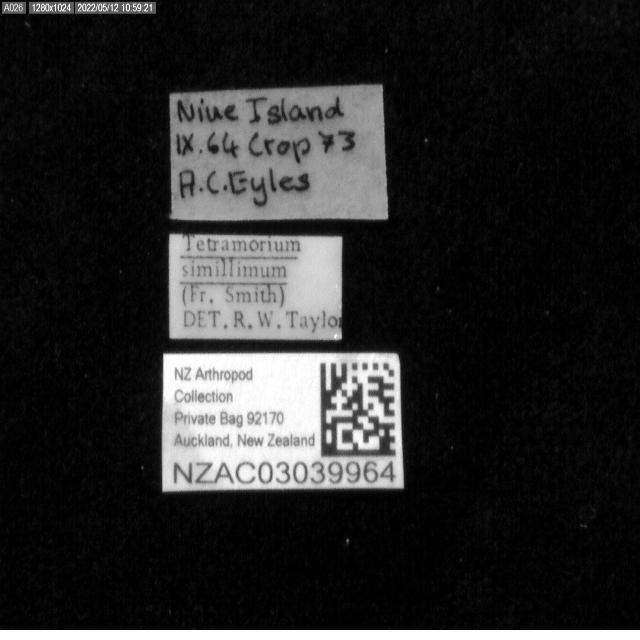 A026 1280x1024 2022/05/12 10:59:21
Niue Island
IX.64 Crop 73
A.C.Eyles
Tetramorium
simillimum
(Fr. Smith)
DET. R. W. Taylor
NZ Arthropod
Collection
Private Bag 92170
Auckland, New Zealand
NZAC03039964